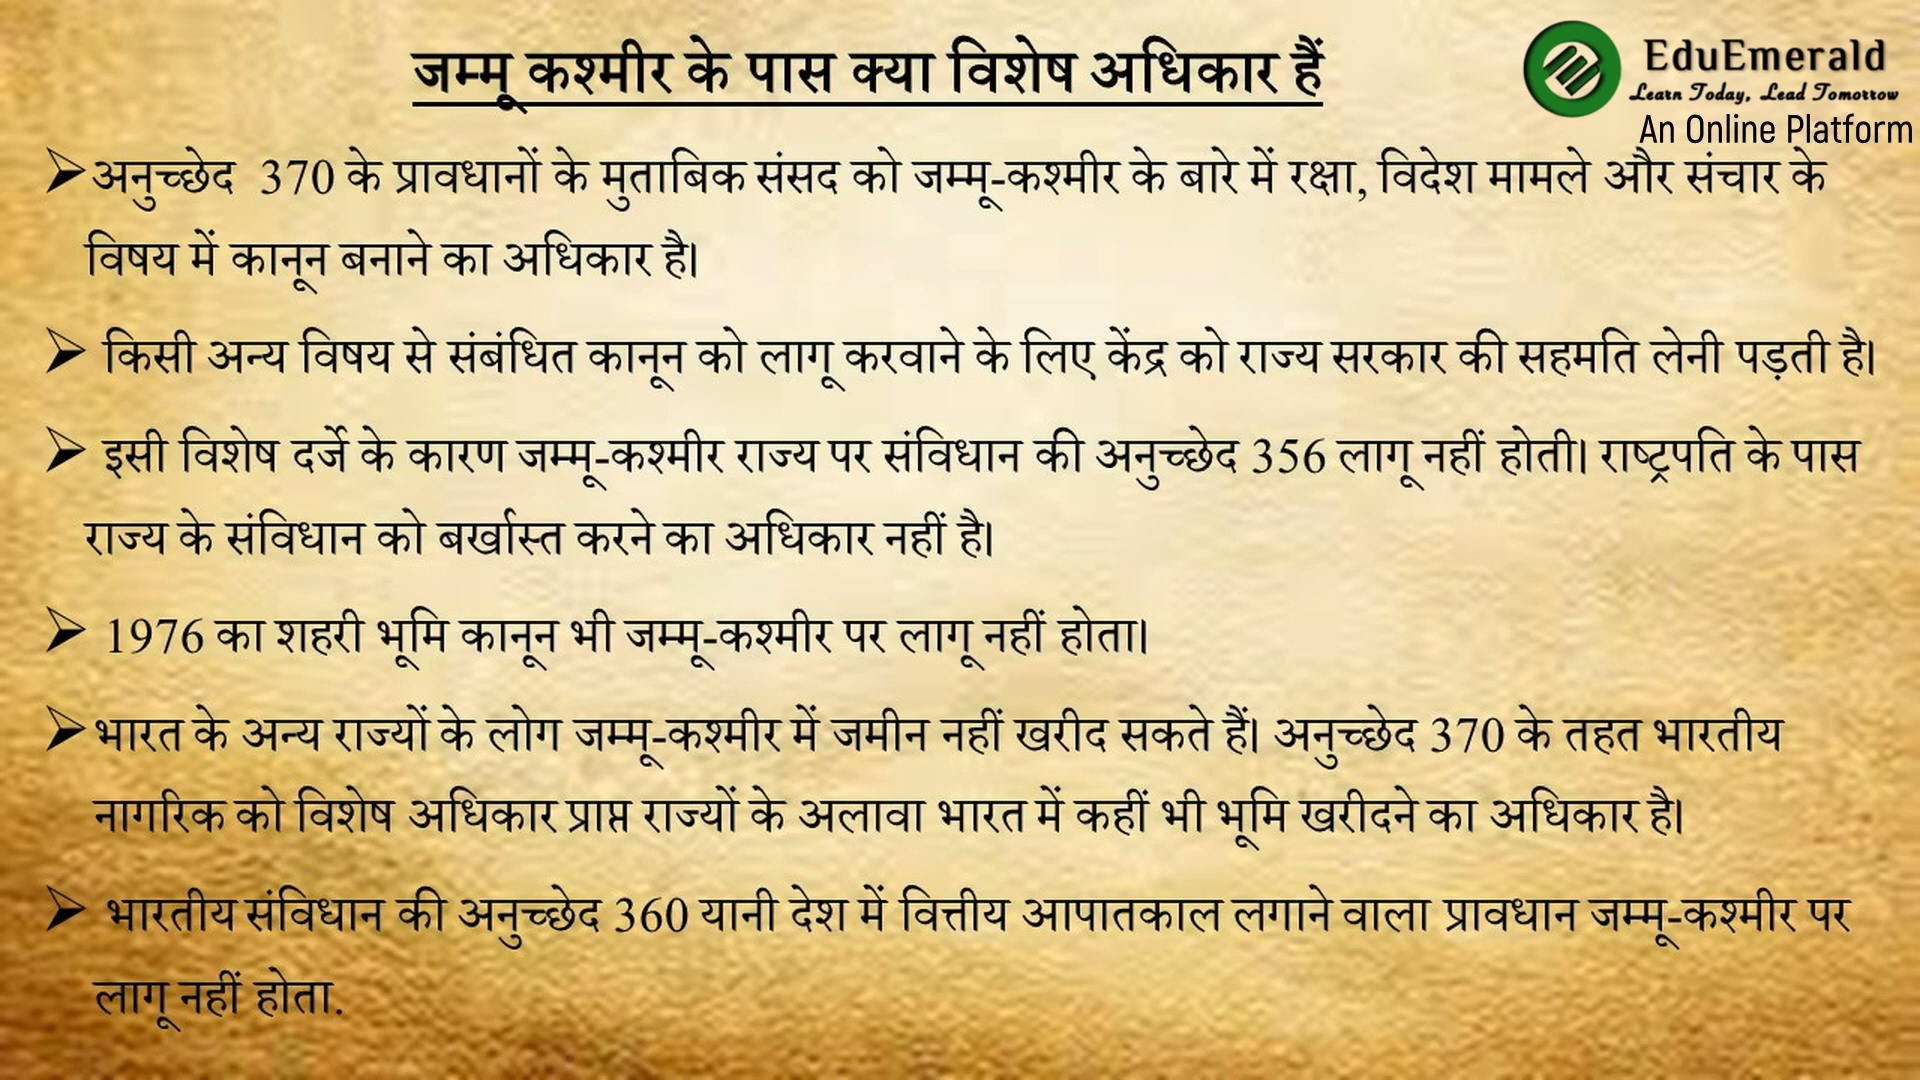 जम्मू कश्मीर के पास क्या विशेष अधिकार हैं
EduEmerald
Learn Today, Lead Tomorrow
An Online Platform
➢अनुच्छेद 370 के प्रावधानों के मुताबिक संसद को जम्मू-कश्मीर के बारे में रक्षा, विदेश मामले और संचार के
विषय में कानून बनाने का अधिकार है।
➢ किसी अन्य विषय से संबंधित कानून को लागू करवाने के लिए केंद्र को राज्य सरकार की सहमति लेनी पड़ती है।
➢ इसी विशेष दर्जे के कारण जम्मू-कश्मीर राज्य पर संविधान की अनुच्छेद 356 लागू नहीं होती। राष्ट्रपति के पास
राज्य के संविधान को बर्खास्त करने का अधिकार नहीं है।
➢ 1976 का शहरी भूमि कानून भी जम्मू-कश्मीर पर लागू नहीं होता।
➢भारत के अन्य राज्यों के लोग जम्मू-कश्मीर में जमीन नहीं खरीद सकते हैं। अनुच्छेद 370 के तहत भारतीय
नागरिक को विशेष अधिकार प्राप्त राज्यों के अलावा भारत में कहीं भी भूमि खरीदने का अधिकार है।
➢ भारतीय संविधान की अनुच्छेद 360 यानी देश में वित्तीय आपातकाल लगाने वाला प्रावधान जम्मू-कश्मीर पर
लागू नहीं होता.